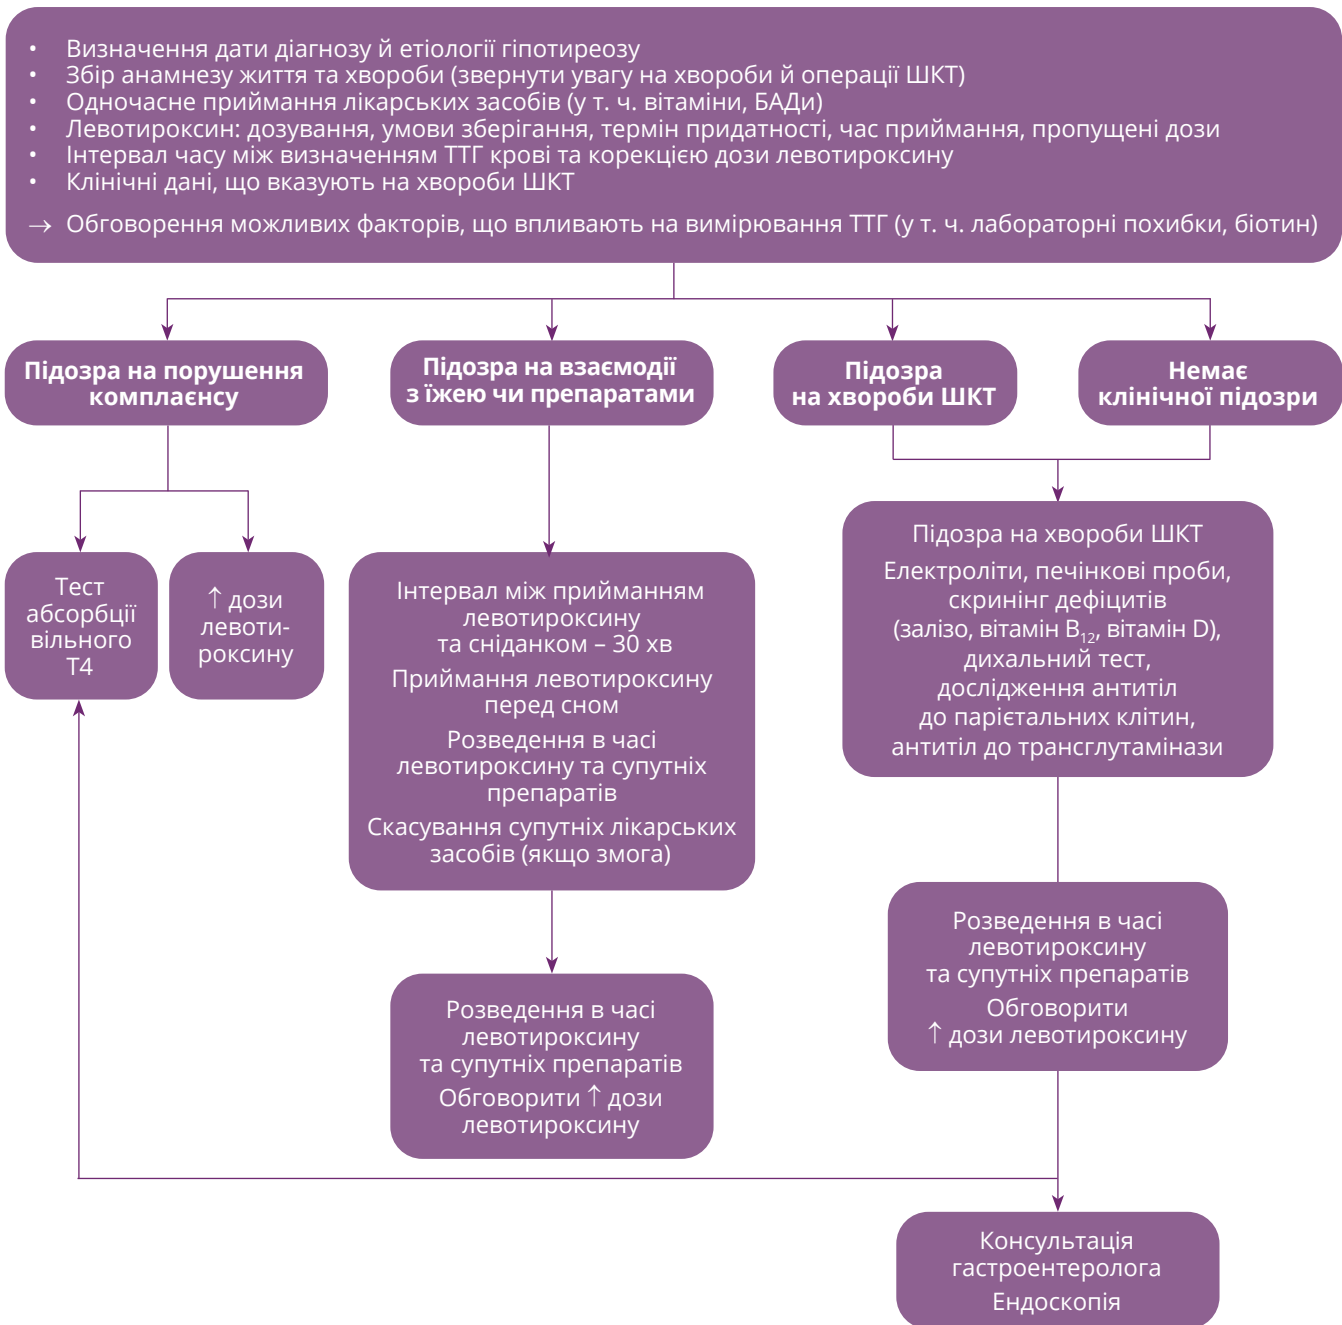 • Визначення дати діагнозу й етіології гіпотиреозу
• Збір анамнезу життя та хвороби (звернути увагу на хвороби й операції ШКТ)
• Одночасне приймання лікарських засобів (у т. ч. вітаміни, БАДи)
• Левотироксин: дозування, умови зберігання, термін придатності, час приймання, пропущені дози
• Інтервал часу між визначенням ТТГ крові та корекцією дози левотироксину
• Клінічні дані, що вказують на хвороби ШКТ
→ Обговорення можливих факторів, що впливають на вимірювання ТТГ (у т. ч. лабораторні похибки, біотин)
Підозра на порушення
комплаєнсу
Підозра на взаємодії
з їжею чи препаратами
Підозра
на хвороби ШКТ
Немає
клінічної підозри
Тест
абсорбції
вільного
Т4
↑ дози
левоти-
роксину
Інтервал між прийманням
левотироксину
та сніданком – 30 хв
Приймання левотироксину
перед сном
Розведення в часі
левотироксину та супутніх
препаратів
Скасування супутніх лікарських
засобів (якщо змога)
Розведення в часі
левотироксину
та супутніх препаратів
Обговорити ↑ дози
левотироксину
Підозра на хвороби ШКТ
Електроліти, печінкові проби,
скринінг дефіцитів
(залізо, вітамін B₁₂, вітамін D),
дихальний тест,
дослідження антитіл
до парієтальних клітин,
антитіл до трансглутамінази
Розведення в часі
левотироксину
та супутніх препаратів
Обговорити
↑ дози левотироксину
Консультація
гастроентеролога
Ендоскопія